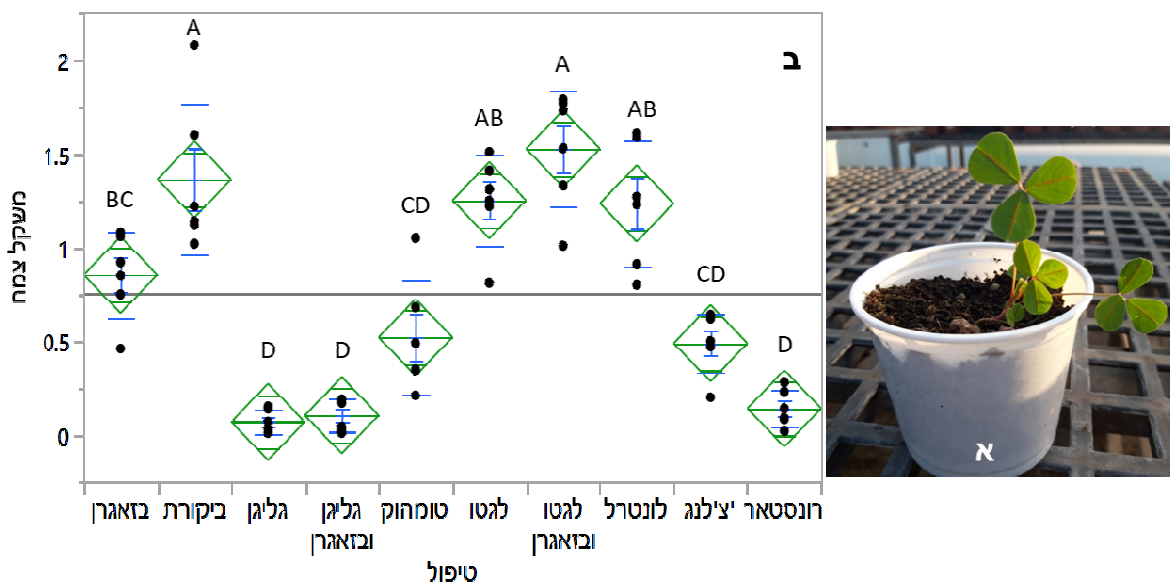 ב
משקל צמח
2
1.5
1
0.5
0
BC
A
D
D
CD
AB
A
AB
CD
D
בזאגרן
ביקורת
גליגן
גליגן
ובזאגרן
טומהוק
לגטו
לגטו
ובזאגרן
לונטרל
צ'לנג'
רונסטאר
טיפול
א